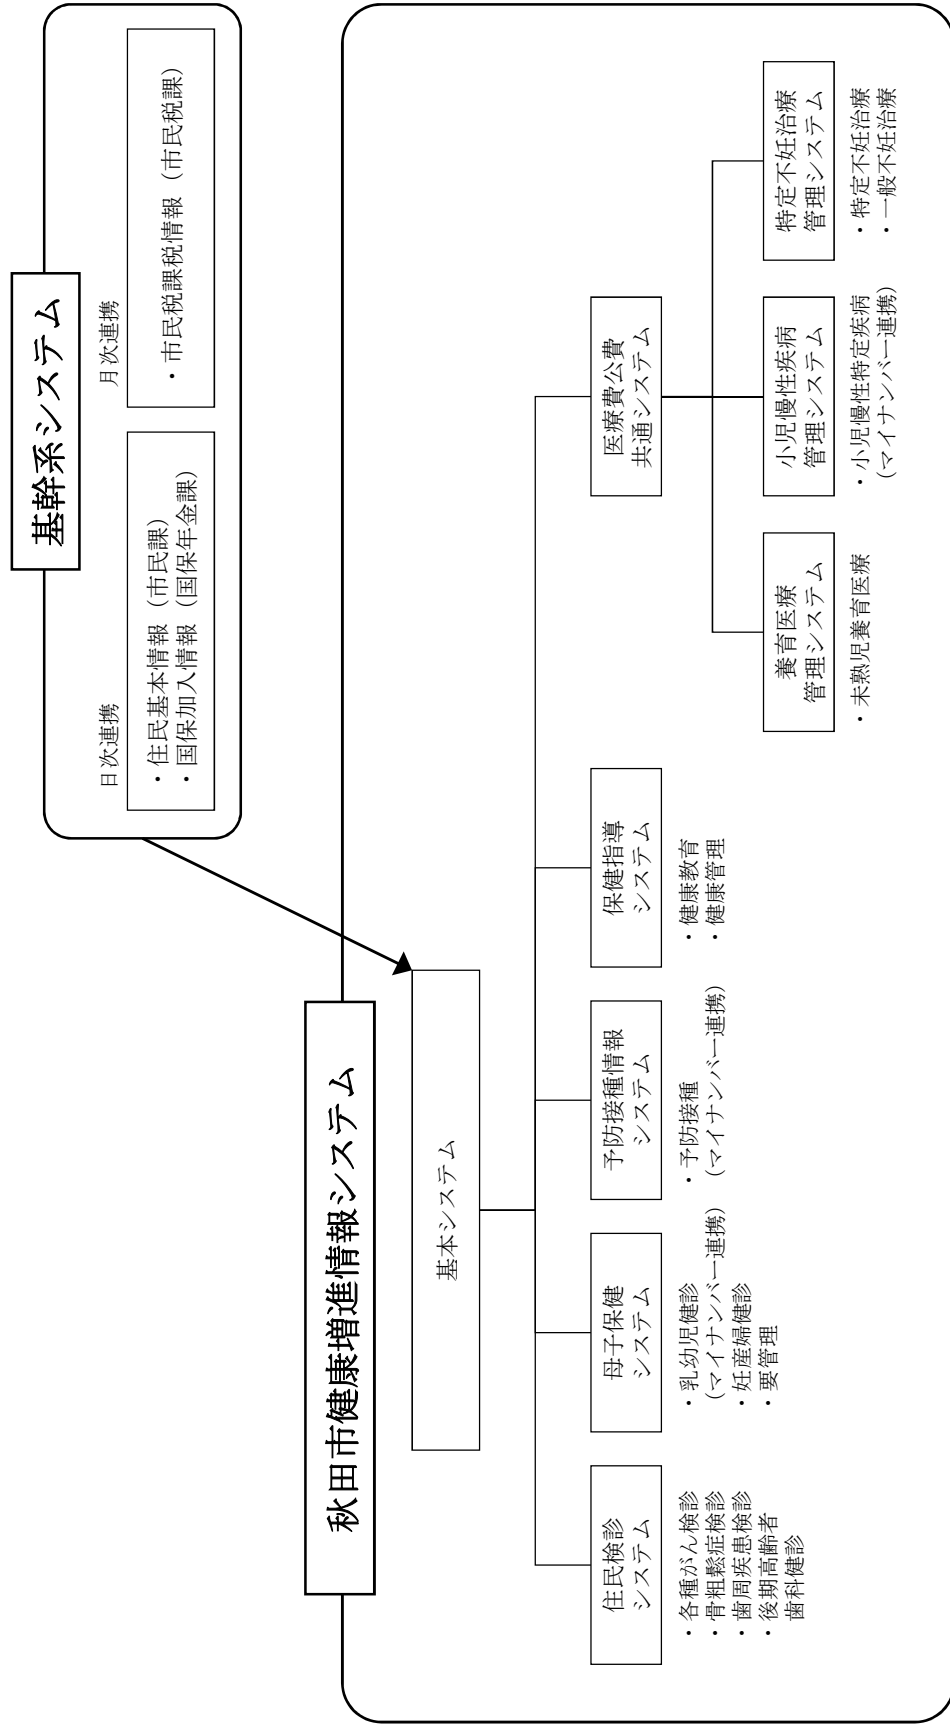 基幹系システム
日次連携
・住民基本情報（市民課）
・国保加入情報（国保年金課）
月次連携
・市民税課税情報（市民税課）
秋田市健康増進情報システム
基本システム
住民検診
システム
・各種がん検診
・骨粗鬆症検診
・歯周疾患検診
・後期高齢者
歯科健診
母子保健
システム
・乳幼児健診
(マイナンバー連携)
・妊産婦健診
・要管理
予防接種情報
システム
・予防接種
(マイナンバー連携)
保健指導
システム
・健康教育
・健康管理
医療費公費
共通システム
養育医療
管理システム
・未熟児養育医療
小児慢性疾病
管理システム
・小児慢性特定疾病
(マイナンバー連携)
特定不妊治療
管理システム
・特定不妊治療
・一般不妊治療